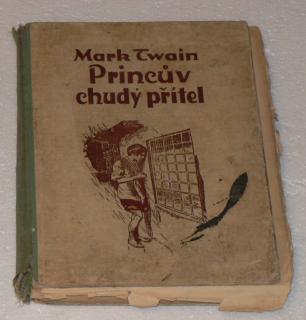 Mark Twain
Princův
chudý přítel